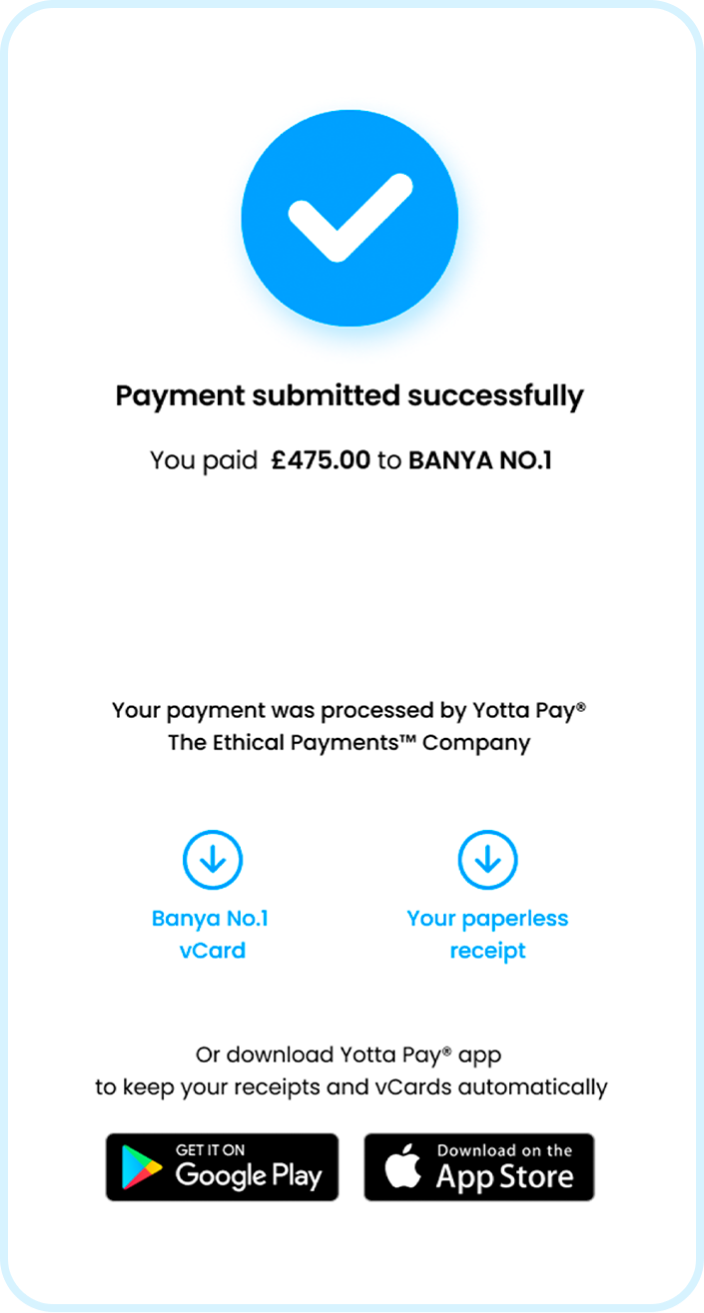 Payment submitted successfully
You paid £475.00 to BANYA NO.1
Your payment was processed by Yotta Pay®
The Ethical Payments™ Company
Banya No.1
vCard
Your paperless
receipt
Or download Yotta Pay® app
to keep your receipts and vCards automatically
GET IT ON
Google Play
Download on the
App Store